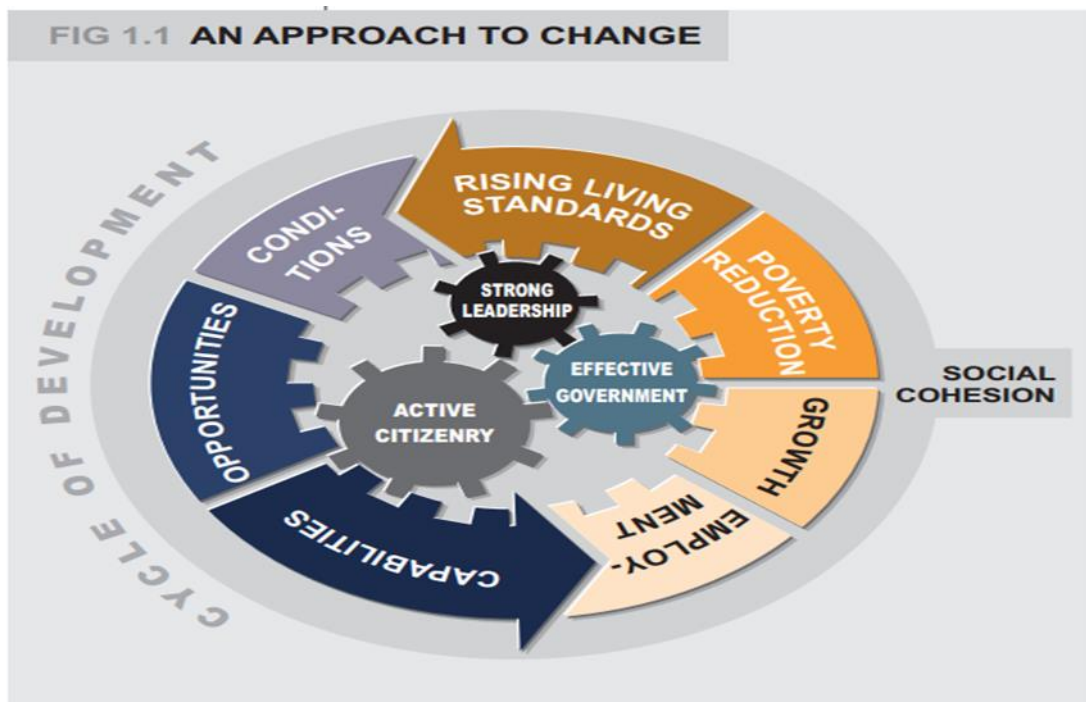 FIG 1.1 AN APPROACH TO CHANGE
CYCLE OF DEVELOPMENT
RISING LIVING
STANDARDS
POVERTY
REDUCTION
GROWTH
EMPLOY-
MENT
CAPABILITIES
OPPORTUNITIES
CONDI-
TIONS
STRONG
LEADERSHIP
EFFECTIVE
GOVERNMENT
ACTIVE
CITIZENRY
SOCIAL
COHESION